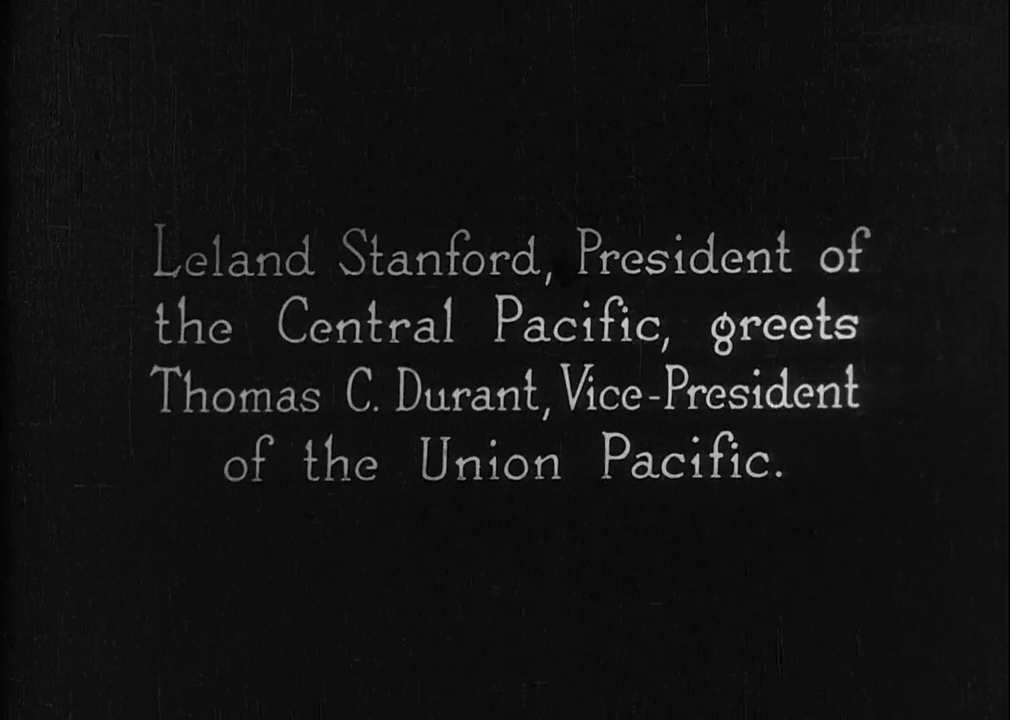 Leland Stanford, President of
the Central Pacific, greets
Thomas C. Durant, Vice-President
of the Union Pacific.